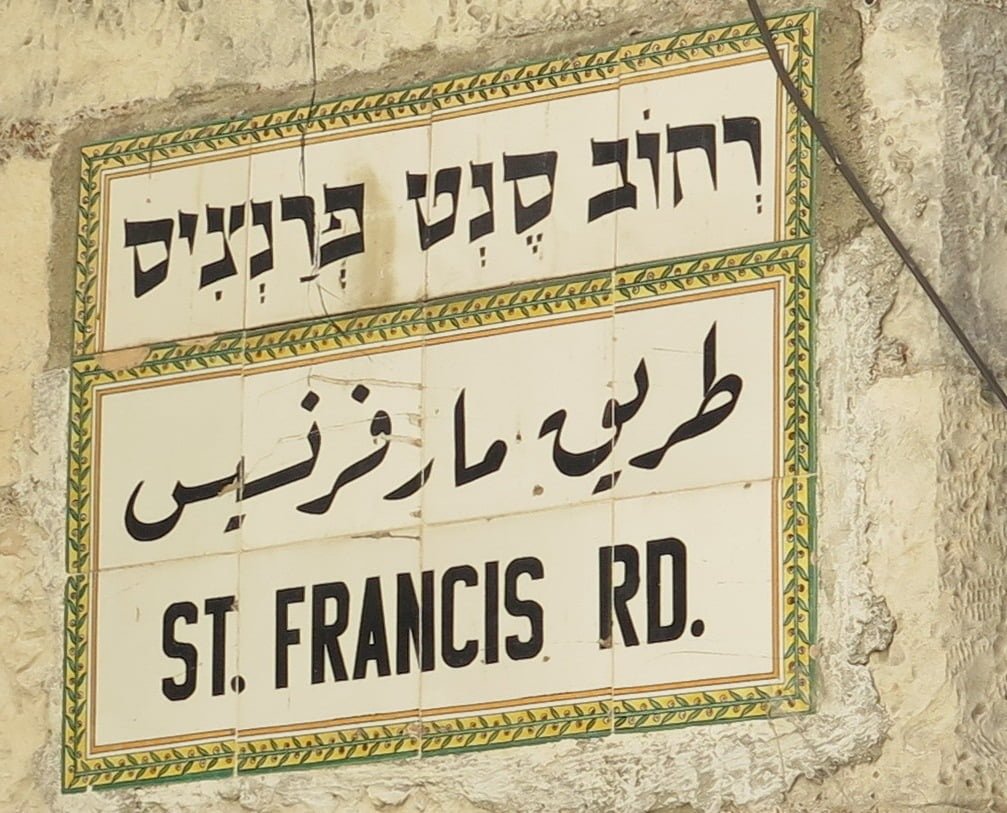 רְחוֹב סֶנְט פְרַנְצִיס
طريق مار فرنسيس
ST. FRANCIS RD.